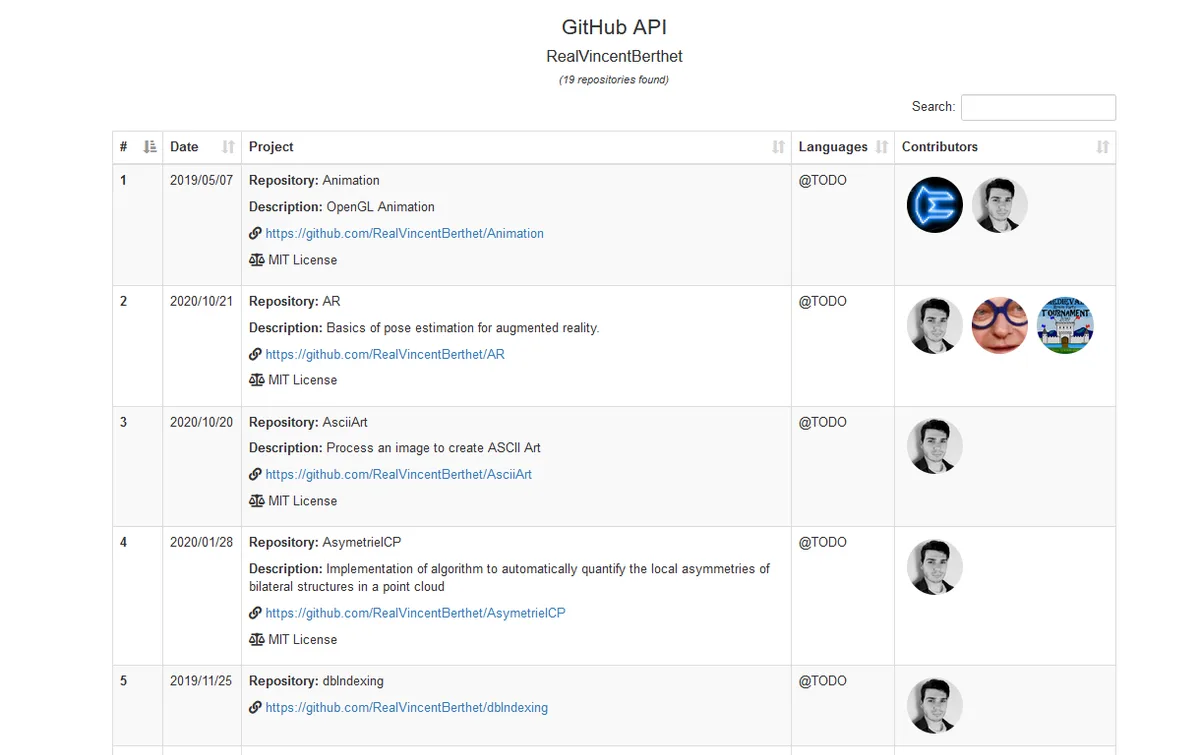 GitHub API
RealVincentBerthet
(19 repositories found)
Search:
# Date Project Languages Contributors
1 2019/05/07 Repository: Animation @TODO
Description: OpenGL Animation
https://github.com/RealVincentBerthet/Animation
MIT License
2 2020/10/21 Repository: AR @TODO
Description: Basics of pose estimation for augmented reality.
https://github.com/RealVincentBerthet/AR
MIT License
TOURNAMENT
3 2020/10/20 Repository: AsciiArt @TODO
Description: Process an image to create ASCII Art
https://github.com/RealVincentBerthet/AsciiArt
MIT License
4 2020/01/28 Repository: AsymetrieICP @TODO
Description: Implementation of algorithm to automatically quantify the local asymmetries of
bilateral structures in a point cloud
https://github.com/RealVincentBerthet/AsymetrieICP
MIT License
5 2019/11/25 Repository: dbIndexing @TODO
https://github.com/RealVincentBerthet/dbIndexing